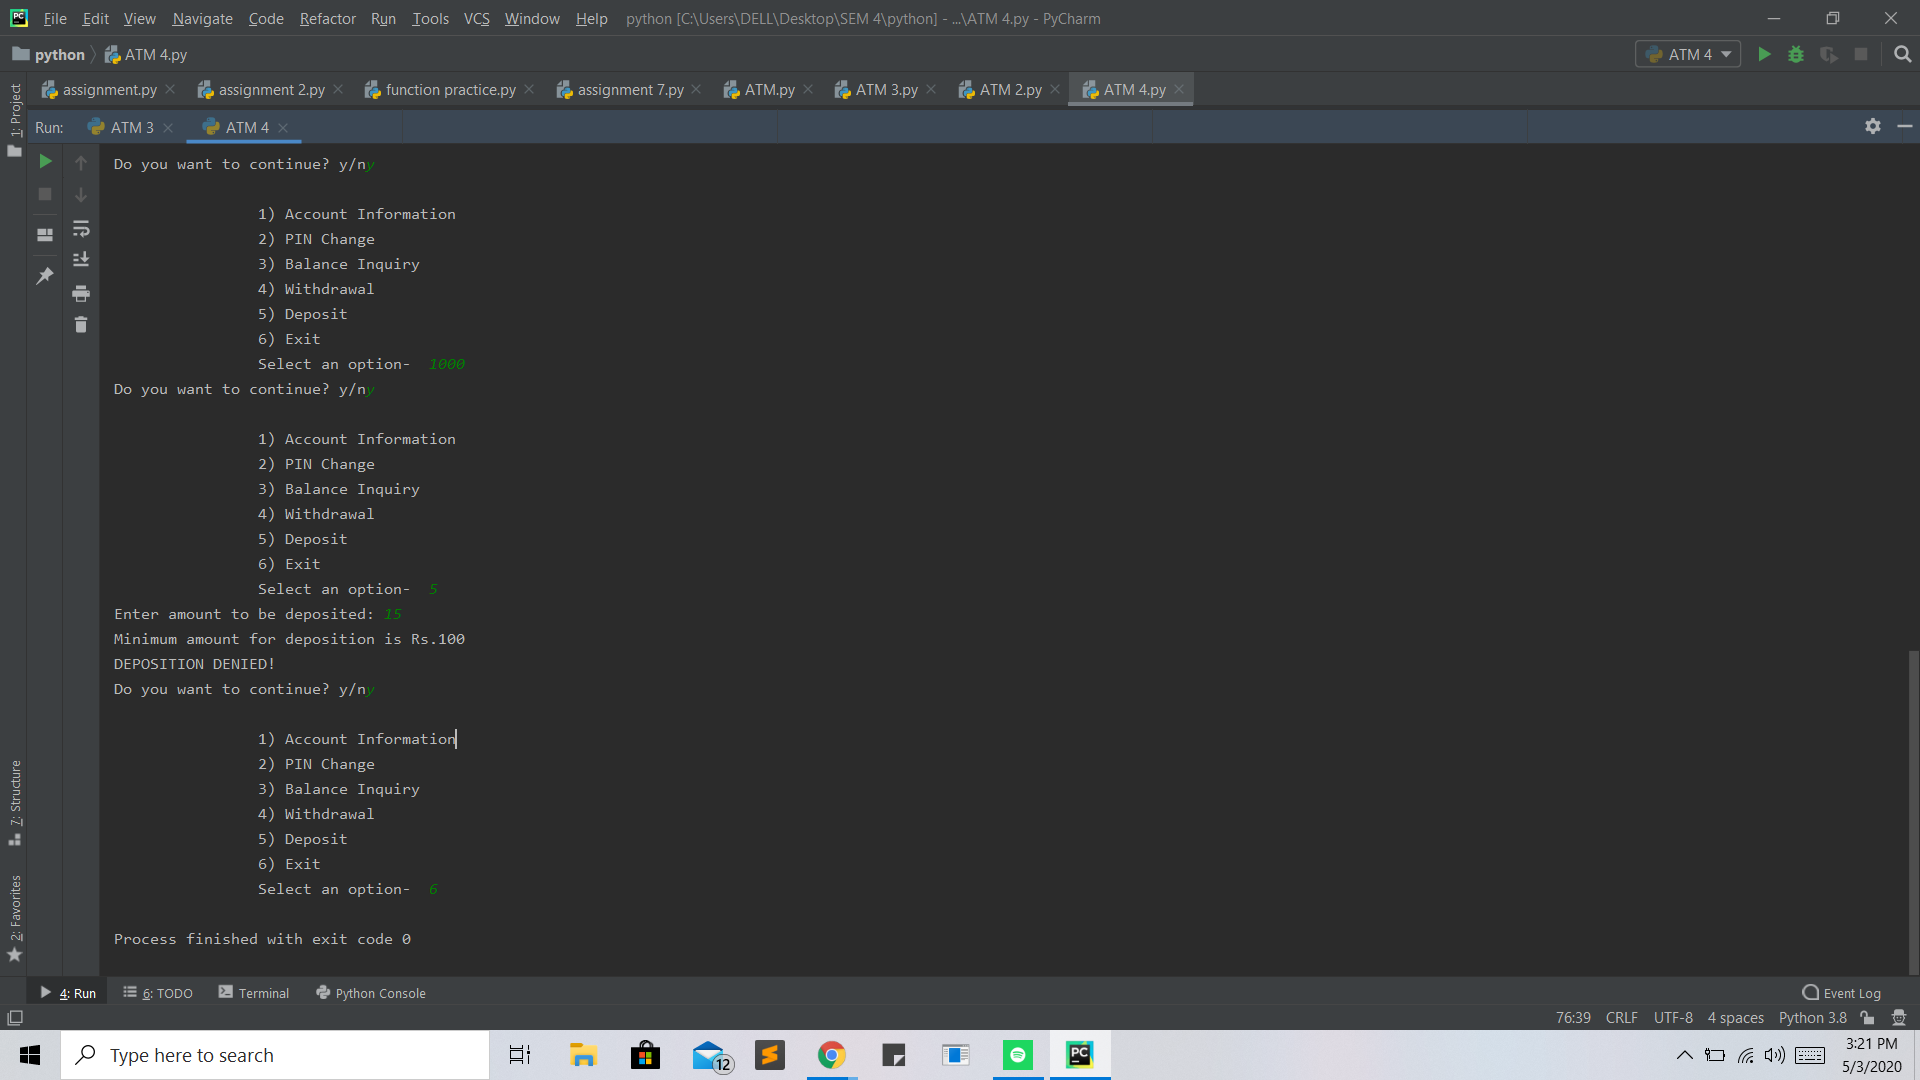 File Edit View Navigate Code Refactor Run Tools VCS Window Help python [C:\Users\DELL\Desktop\SEM 4\python] - ...\ATM 4.py - PyCharm
python ATM 4.py ATM 4
assignment.py assignment 2.py function practice.py assignment 7.py ATM.py ATM 3.py ATM 2.py ATM 4.py
1: Project
Run: ATM 3 ATM 4
Do you want to continue? y/ny
1) Account Information
2) PIN Change
3) Balance Inquiry
4) Withdrawal
5) Deposit
6) Exit
Select an option- 1000
Do you want to continue? y/ny
1) Account Information
2) PIN Change
3) Balance Inquiry
4) Withdrawal
5) Deposit
6) Exit
Select an option- 5
Enter amount to be deposited: 15
Minimum amount for deposition is Rs.100
DEPOSITION DENIED!
Do you want to continue? y/ny
1) Account Information
2) PIN Change
3) Balance Inquiry
4) Withdrawal
5) Deposit
6) Exit
Select an option- 6
Process finished with exit code 0
7: Structure
2: Favorites
4: Run 6: TODO Terminal Python Console Event Log
76:39 CRLF UTF-8 4 spaces Python 3.8
Type here to search
12
PC
3:21 PM
5/3/2020